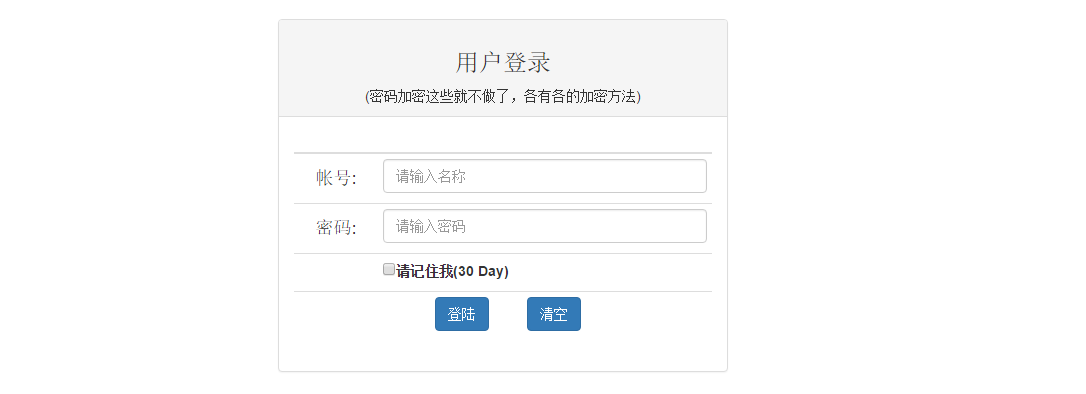 用户登录
(密码加密这些就不做了，各有各的加密方法)
帐号: 请输入名称
密码: 请输入密码
请记住我(30 Day)
登陆 清空